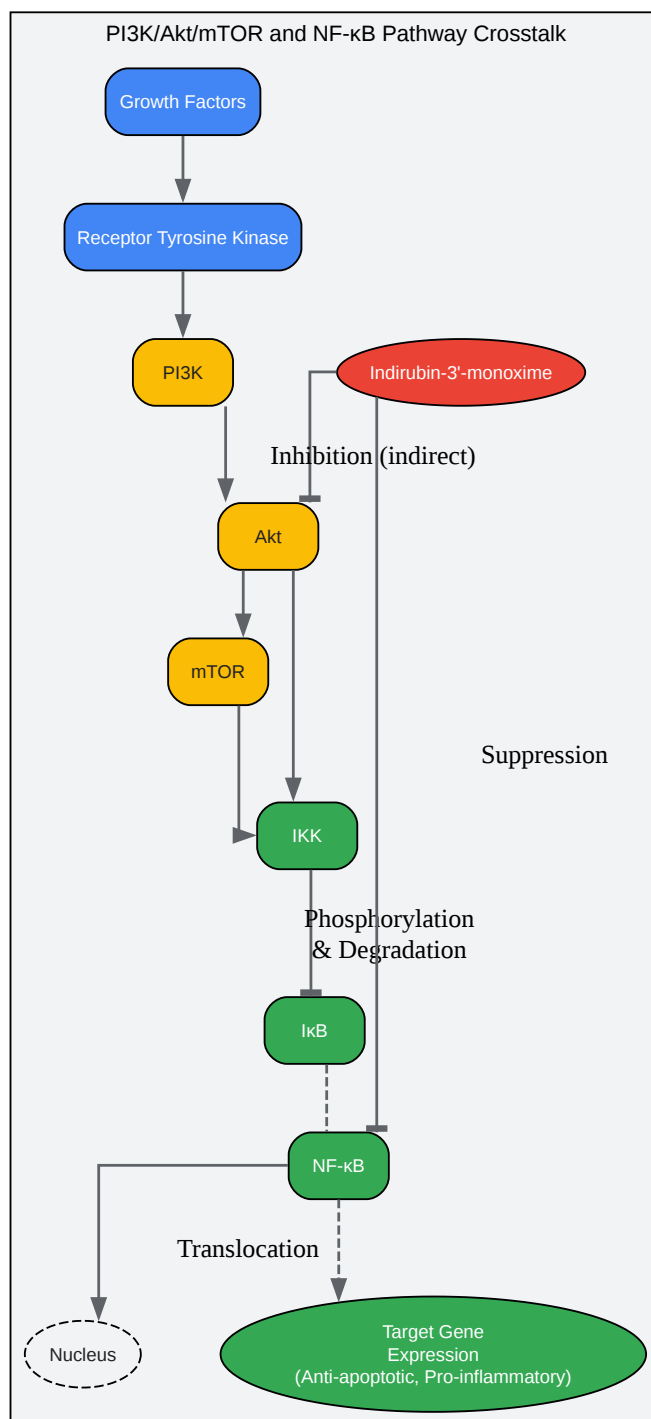 PI3K/Akt/mTOR and NF-κB Pathway Crosstalk
Growth Factors
Receptor Tyrosine Kinase
PI3K
Indirubin-3'-monoxime
Inhibition (indirect)
Akt
mTOR
Suppression
IKK
Phosphorylation
& Degradation
IκB
NF-κB
Translocation
Nucleus
Target Gene
Expression
(Anti-apoptotic, Pro-inflammatory)